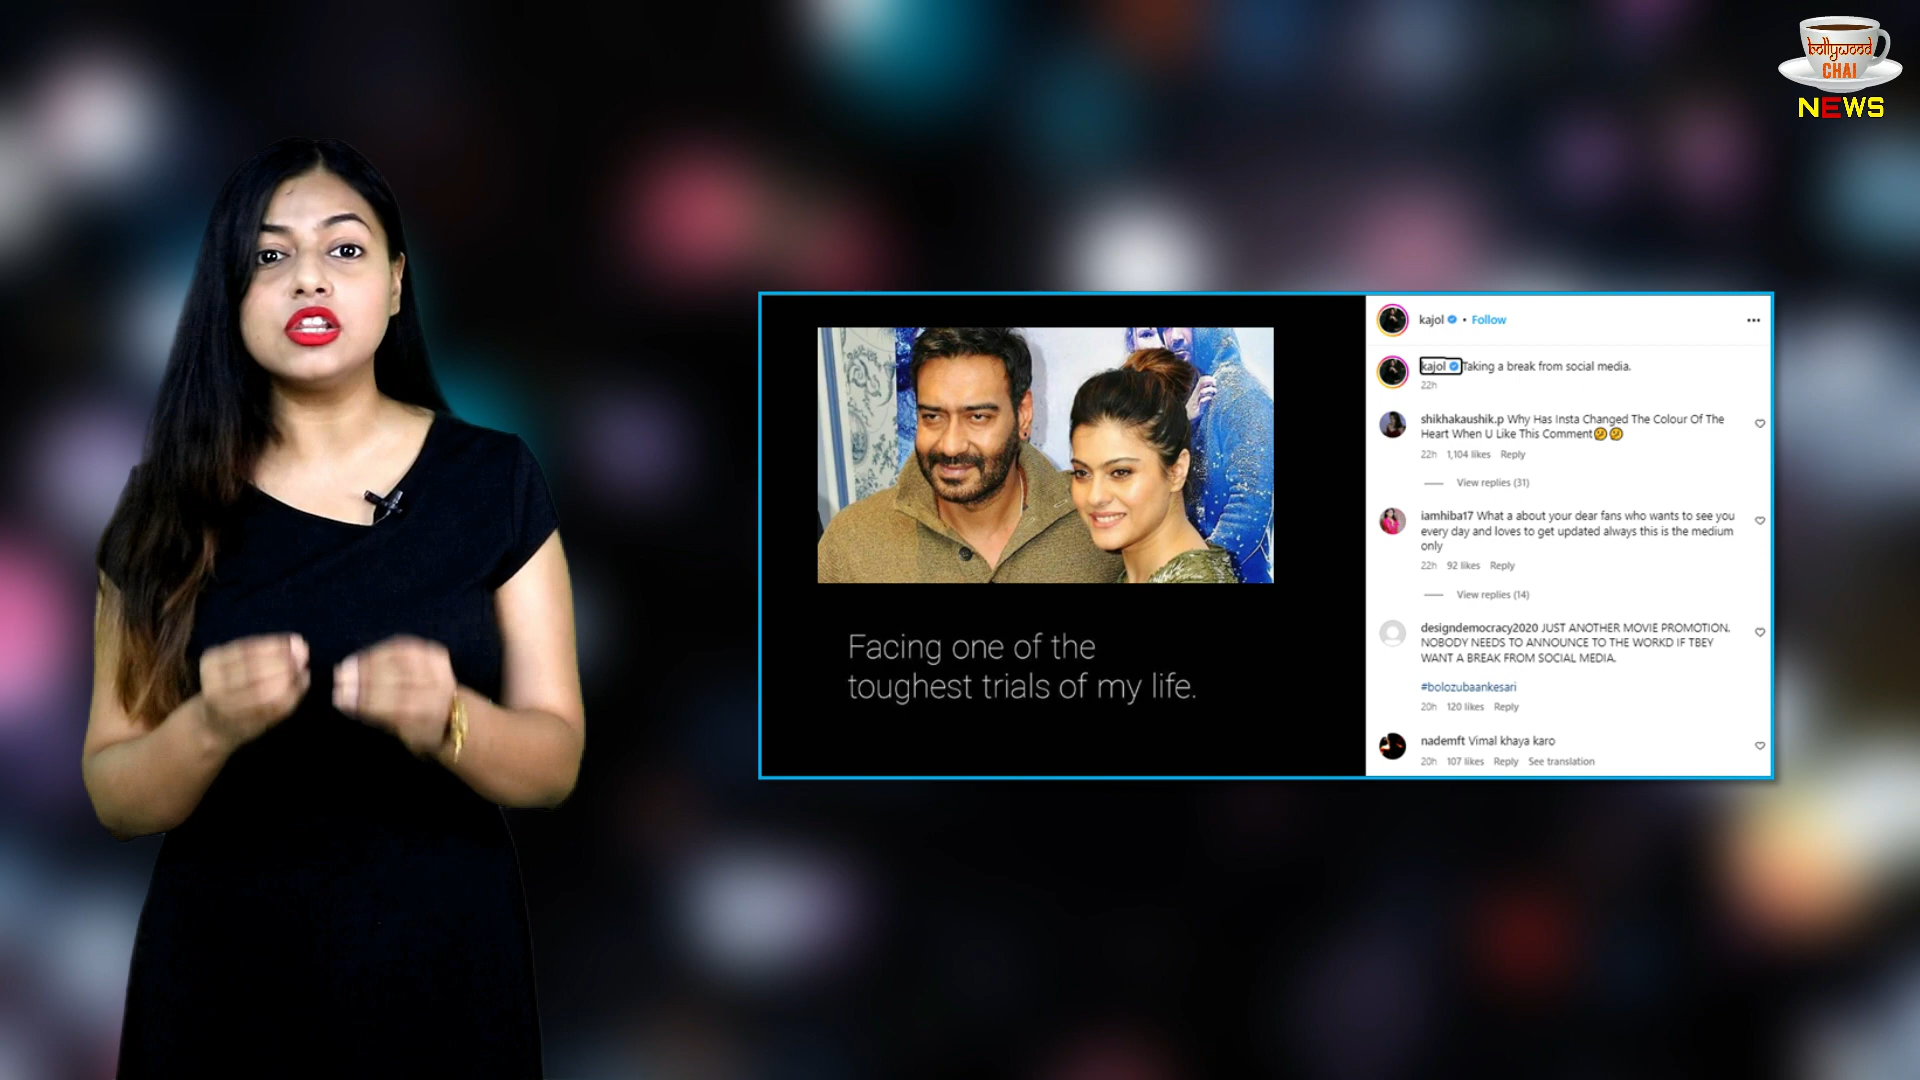 bollywood
CHAI
NEWS
kajol • Follow
kajol Taking a break from social media.
22h
shikhakaushik.p Why Has Insta Changed The Colour Of The
Heart When U Like This Comment🥲🥲
22h 1,104 likes Reply
View replies (31)
iamhiba17 What a about your dear fans who wants to see you
every day and loves to get updated always this is the medium
only
22h 92 likes Reply
View replies (14)
designdemocracy2020 JUST ANOTHER MOVIE PROMOTION.
NOBODY NEEDS TO ANNOUNCE TO THE WORKD IF TBEY
WANT A BREAK FROM SOCIAL MEDIA.
#bolozubaankesari
20h 120 likes Reply
nademft Vimal khaya karo
20h 107 likes Reply See translation
Facing one of the
toughest trials of my life.